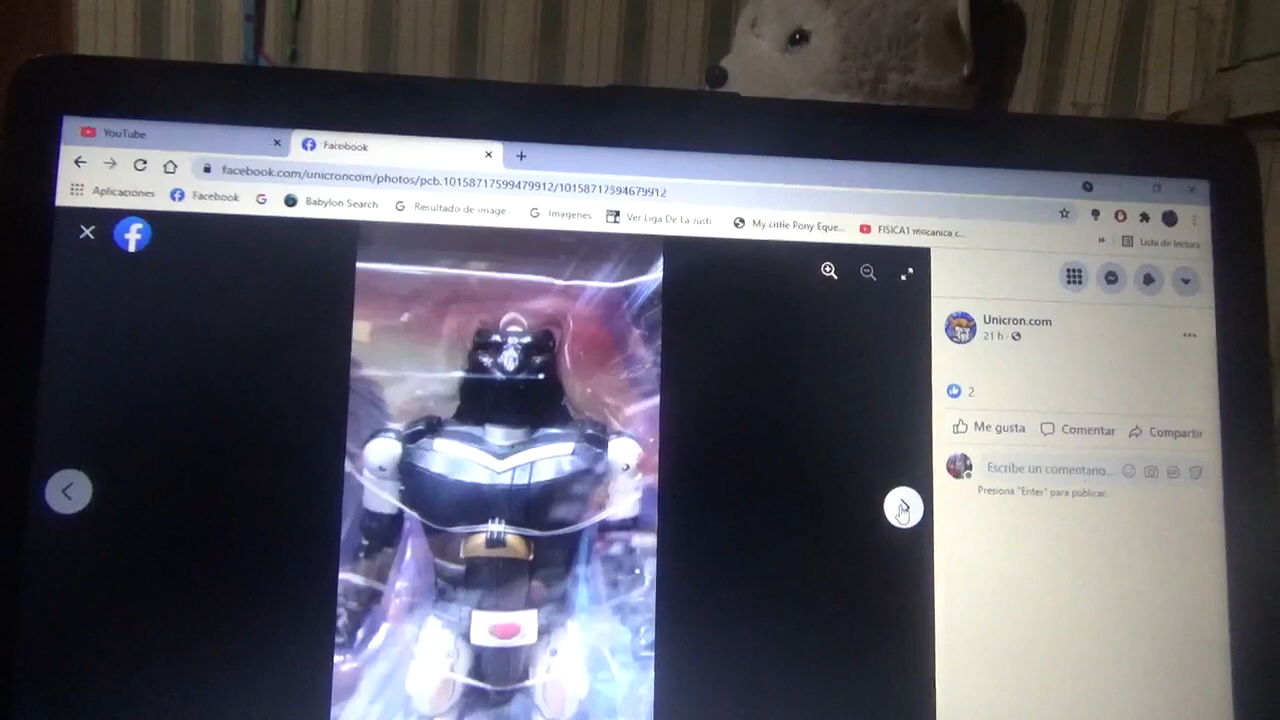 YouTube
Facebook
facebook.com/unicroncom/photos/pcb.10158717599479912/10158717594679912
Aplicaciones Facebook Babylon Search Resultado de image Imagenes Ver Liga De La Justi My Little Pony Eque... FISICA1 mecanica c...
Lista de lectura
Unicron.com
21 h
2
Me gusta Comentar Compartir
Escribe un comentario...
Presiona "Enter" para publicar.